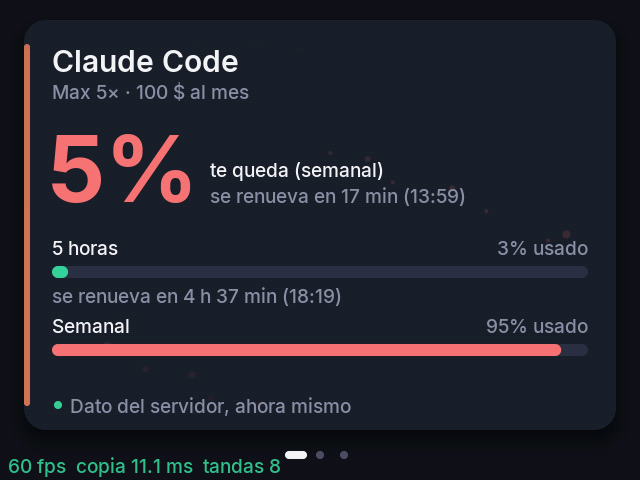 Claude Code
Max 5× · 100 $ al mes
5%
te queda (semanal)
se renueva en 17 min (13:59)
5 horas
3% usado
se renueva en 4 h 37 min (18:19)
Semanal
95% usado
Dato del servidor, ahora mismo
60 fps copia 11.1 ms tandas 8